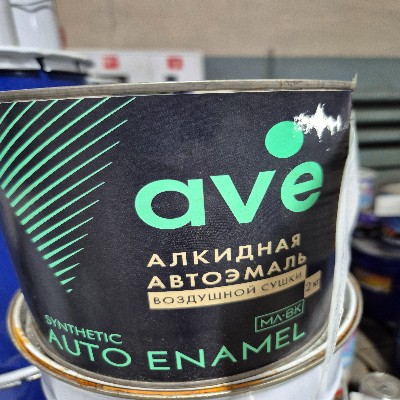 ave
АЛКИДНАЯ
АВТОЭМАЛЬ
ВОЗДУШНОЙ СУШКИ
2 кг
МЛ-ВК
SYNTHETIC
AUTO ENAMEL